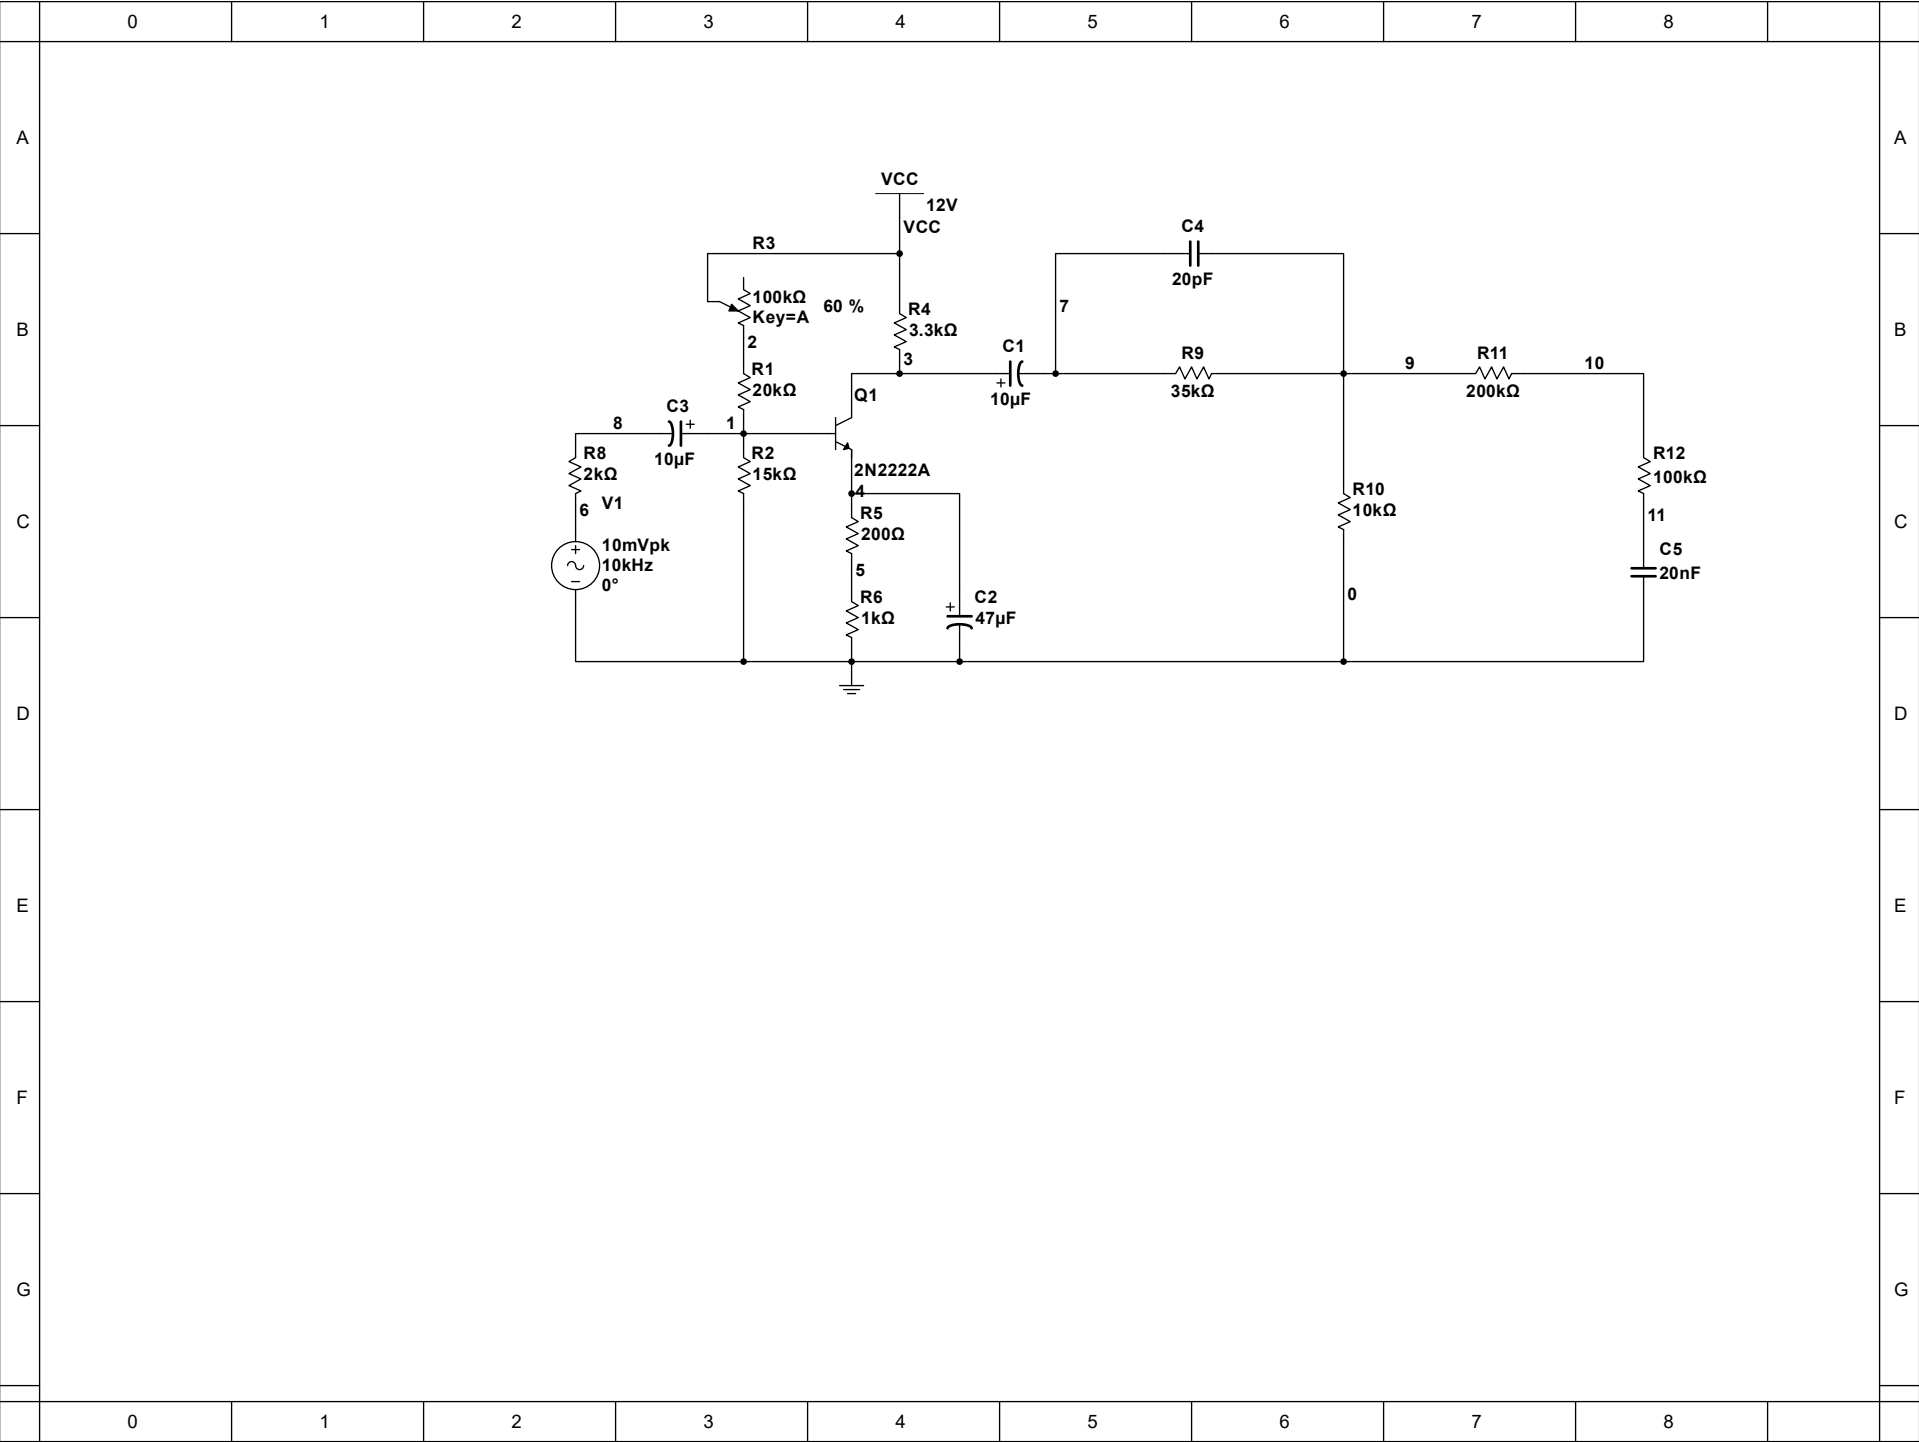 0 1 2 3 4 5 6 7 8
A A
VCC
12V
VCC
C4
20pF
R3
B B
100kΩ
Key=A
60 %
7
R4
3.3kΩ
2
3
C1
10µF
R9
35kΩ
9
R11
200kΩ
10
R1
20kΩ
Q1
C3
10µF
+
+
8
1
R2
15kΩ
2N2222A
R8
2kΩ
V1
6
4
C C
R5
200Ω
R10
10kΩ
R12
100kΩ
11
10mVpk
10kHz
0°
+
5
C5
20nF
R6
1kΩ
+
C2
47µF
0
D D
E E
F F
G G
0 1 2 3 4 5 6 7 8